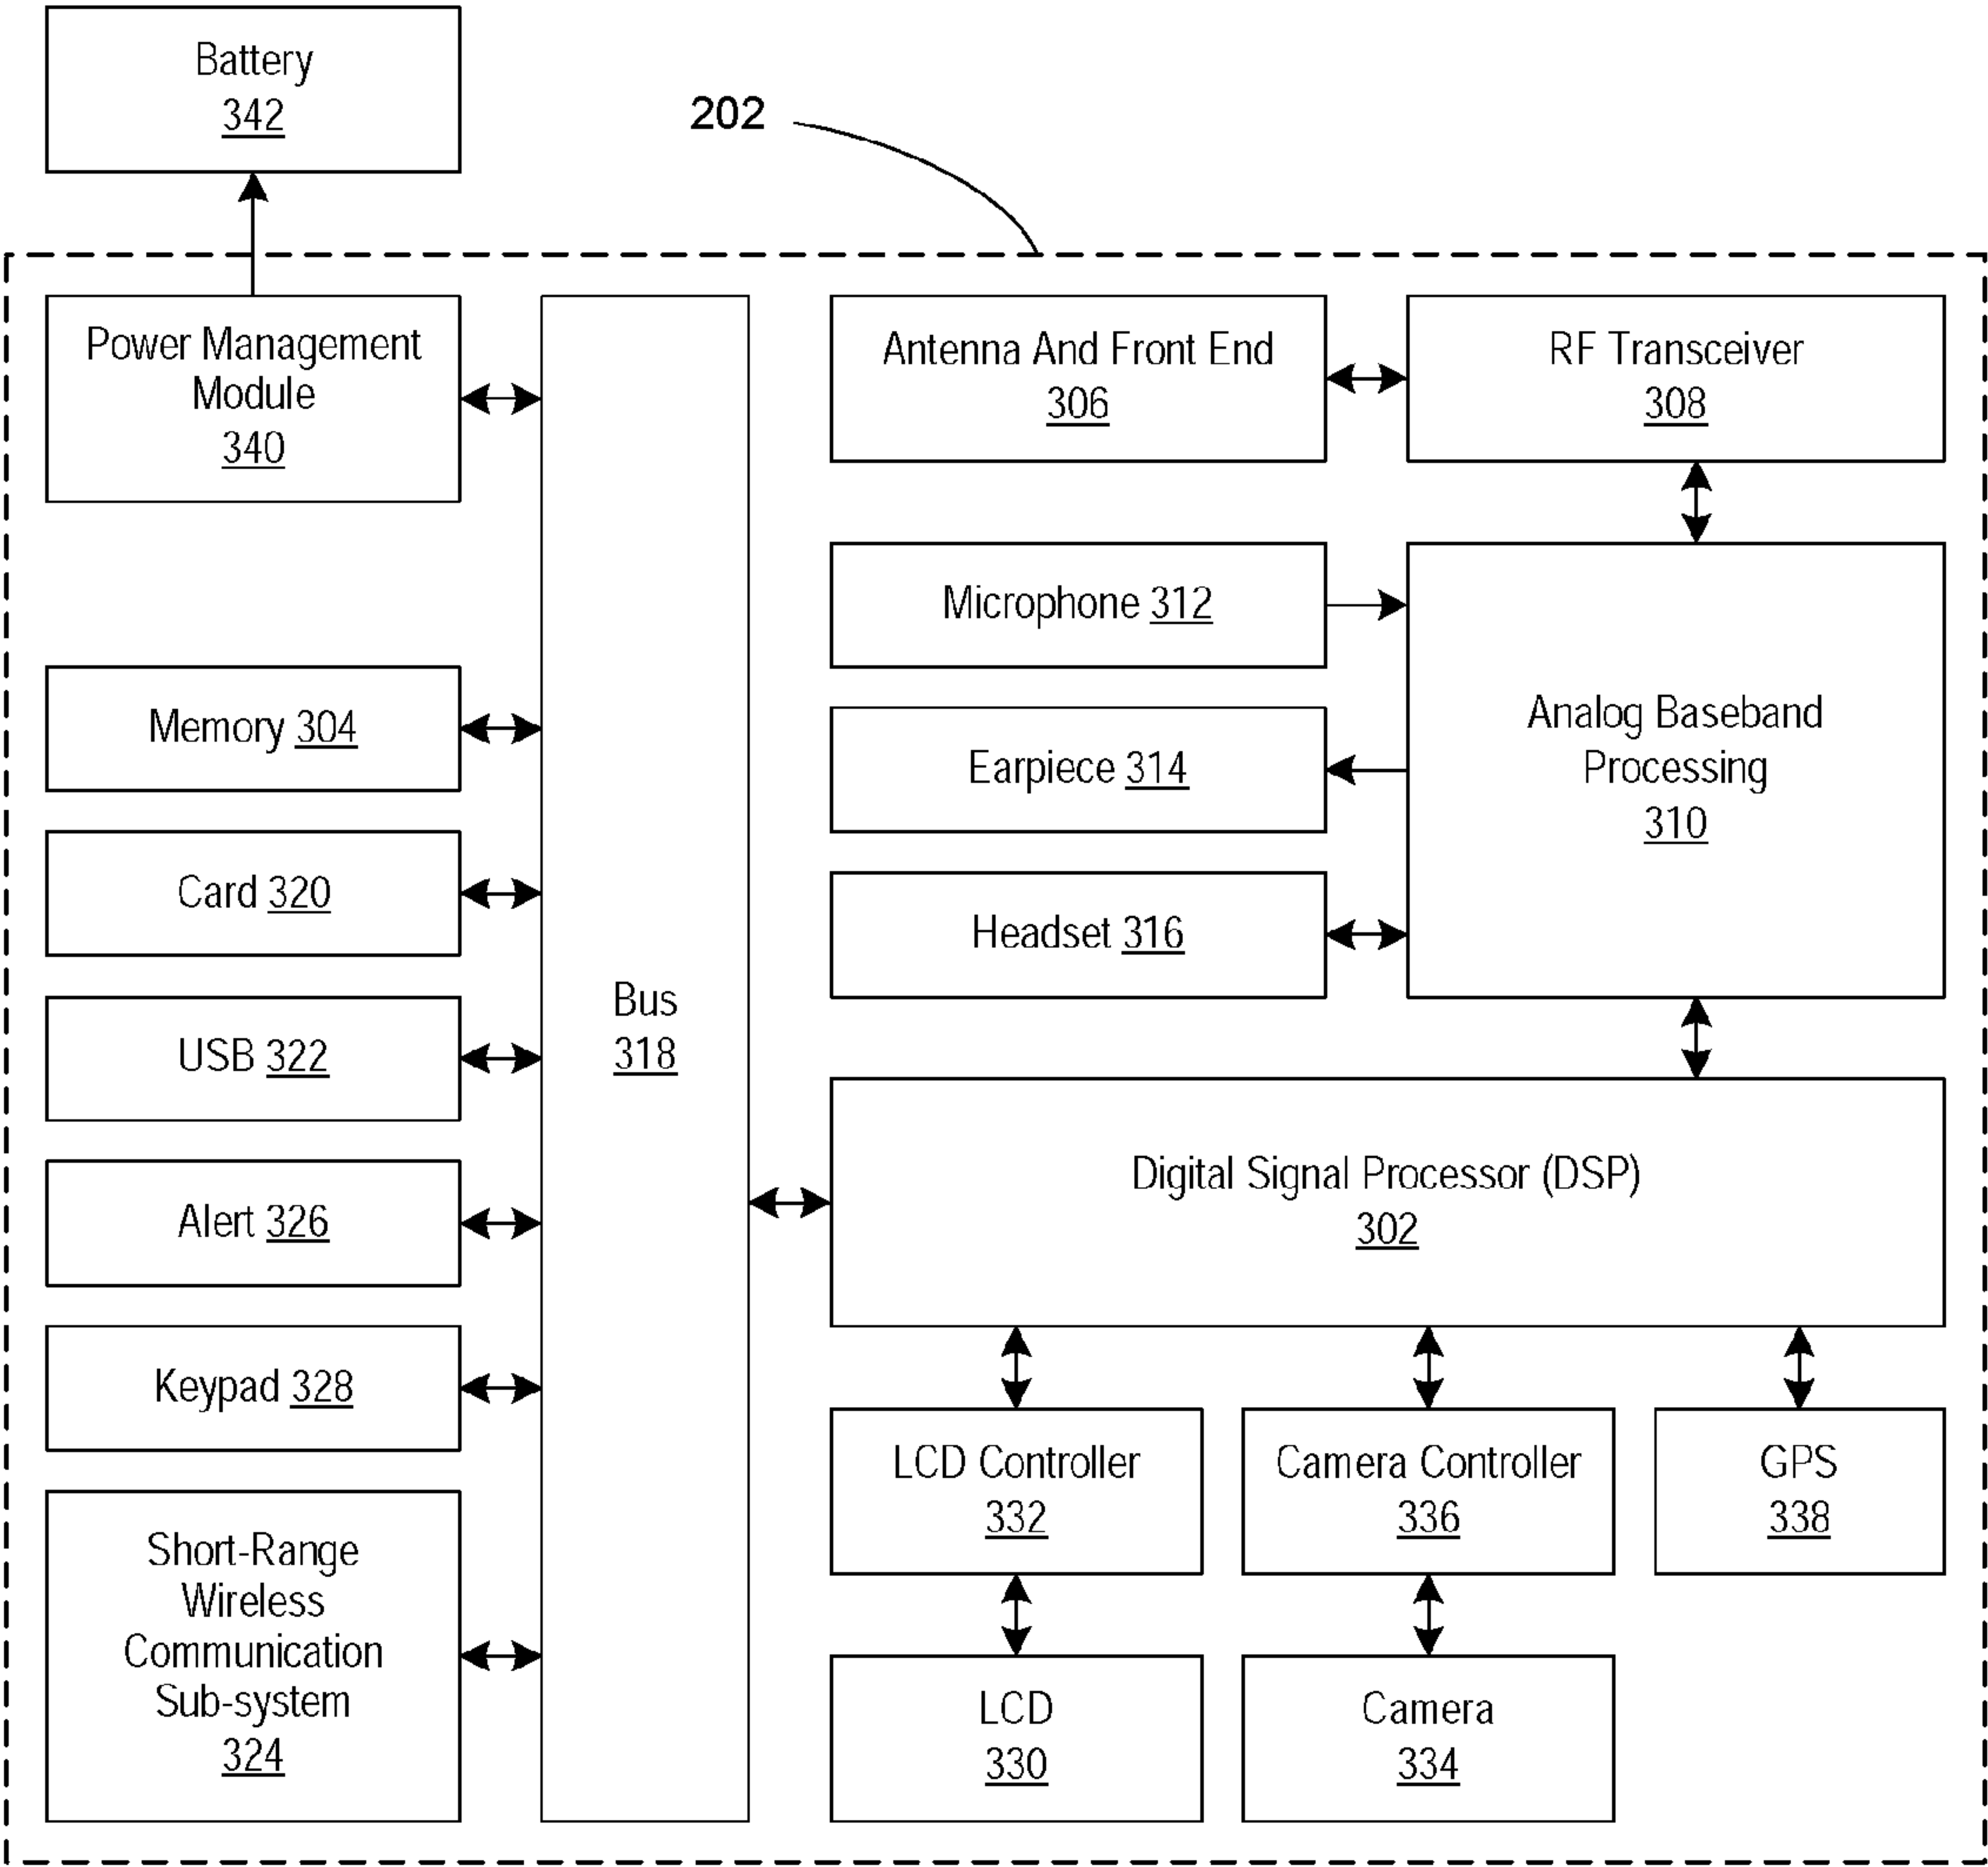 Battery
342
202
Power Management
Module
340
Antenna And Front End
306
RF Transceiver
308
Microphone 312
Memory 304
Earpiece 314
Analog Baseband
Processing
310
Card 320
Headset 316
Bus
318
USB 322
Alert 326
Digital Signal Processor (DSP)
302
Keypad 328
LCD Controller
332
Camera Controller
336
GPS
338
Short-Range
Wireless
Communication
Sub-system
324
LCD
330
Camera
334